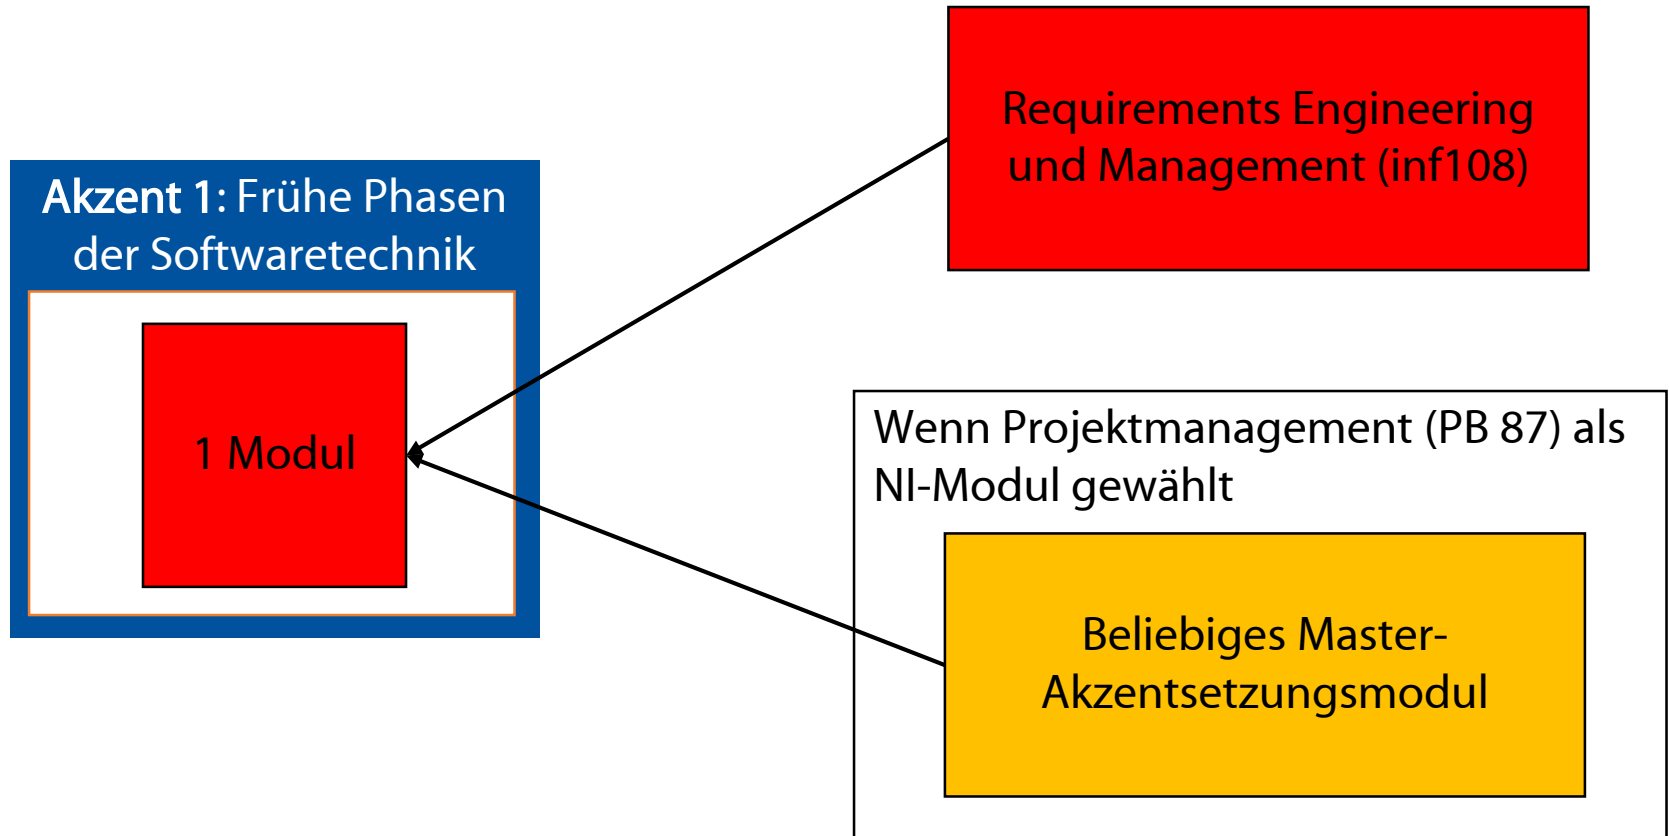 Requirements Engineering
und Management (inf108)
Akzent 1: Frühe Phasen
der Softwaretechnik
1 Modul
Wenn Projektmanagement (PB 87) als
NI-Modul gewählt
Beliebiges Master-
Akzentsetzungsmodul